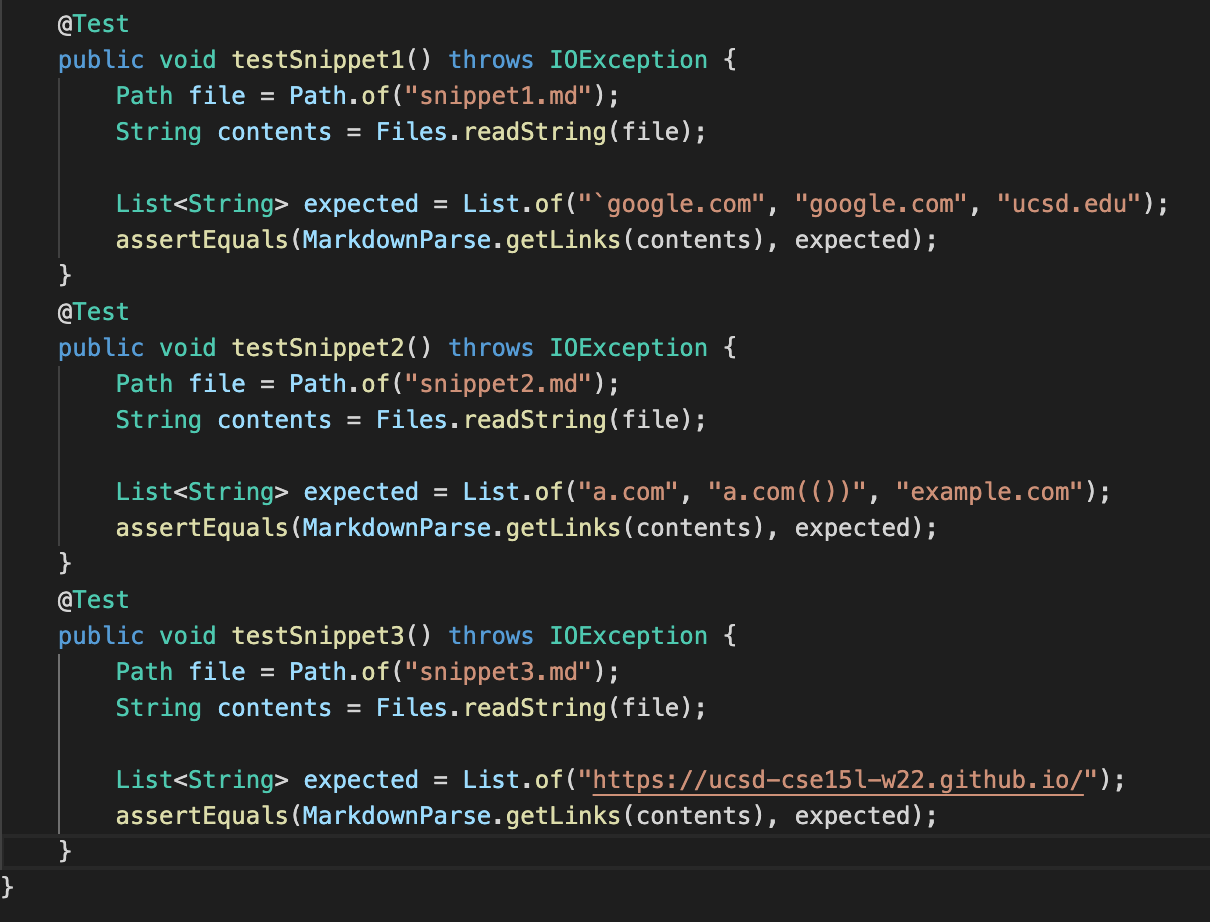 @Test
public void testSnippet1() throws IOException {
Path file = Path.of("snippet1.md");
String contents = Files.readString(file);
List<String> expected = List.of("`google.com", "google.com", "ucsd.edu");
assertEquals(MarkdownParse.getLinks(contents), expected);
}
@Test
public void testSnippet2() throws IOException {
Path file = Path.of("snippet2.md");
String contents = Files.readString(file);
List<String> expected = List.of("a.com", "a.com(())", "example.com");
assertEquals(MarkdownParse.getLinks(contents), expected);
}
@Test
public void testSnippet3() throws IOException {
Path file = Path.of("snippet3.md");
String contents = Files.readString(file);
List<String> expected = List.of("https://ucsd-cse15l-w22.github.io/");
assertEquals(MarkdownParse.getLinks(contents), expected);
}
}